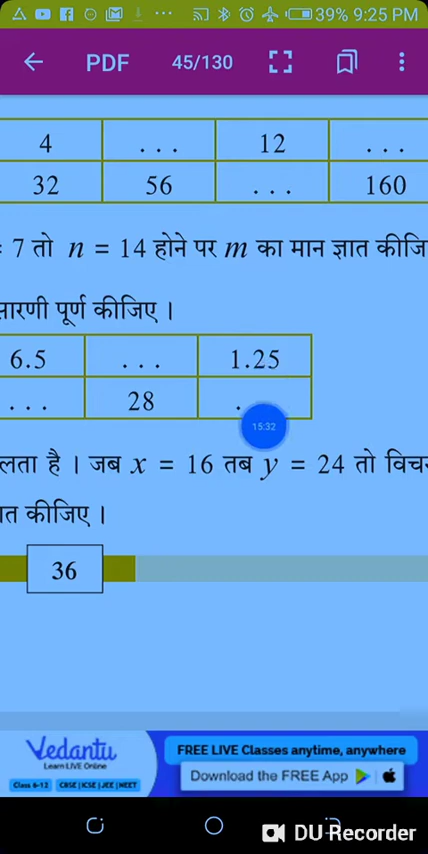 39% 9:25 PM
PDF 45/130
4 ... 12 ...
32 56 ... 160
= 7 तो n = 14 होने पर m का मान ज्ञात कीजि
सारणी पूर्ण कीजिए ।
6.5 ... 1.25
... 28 .
15:32
लता है । जब x = 16 तब y = 24 तो विच
त कीजिए ।
36
Vedantu
Learn LIVE Online
Class 6-12 CBSE | ICSE | JEE | NEET
FREE LIVE Classes anytime, anywhere
Download the FREE App
DU Recorder